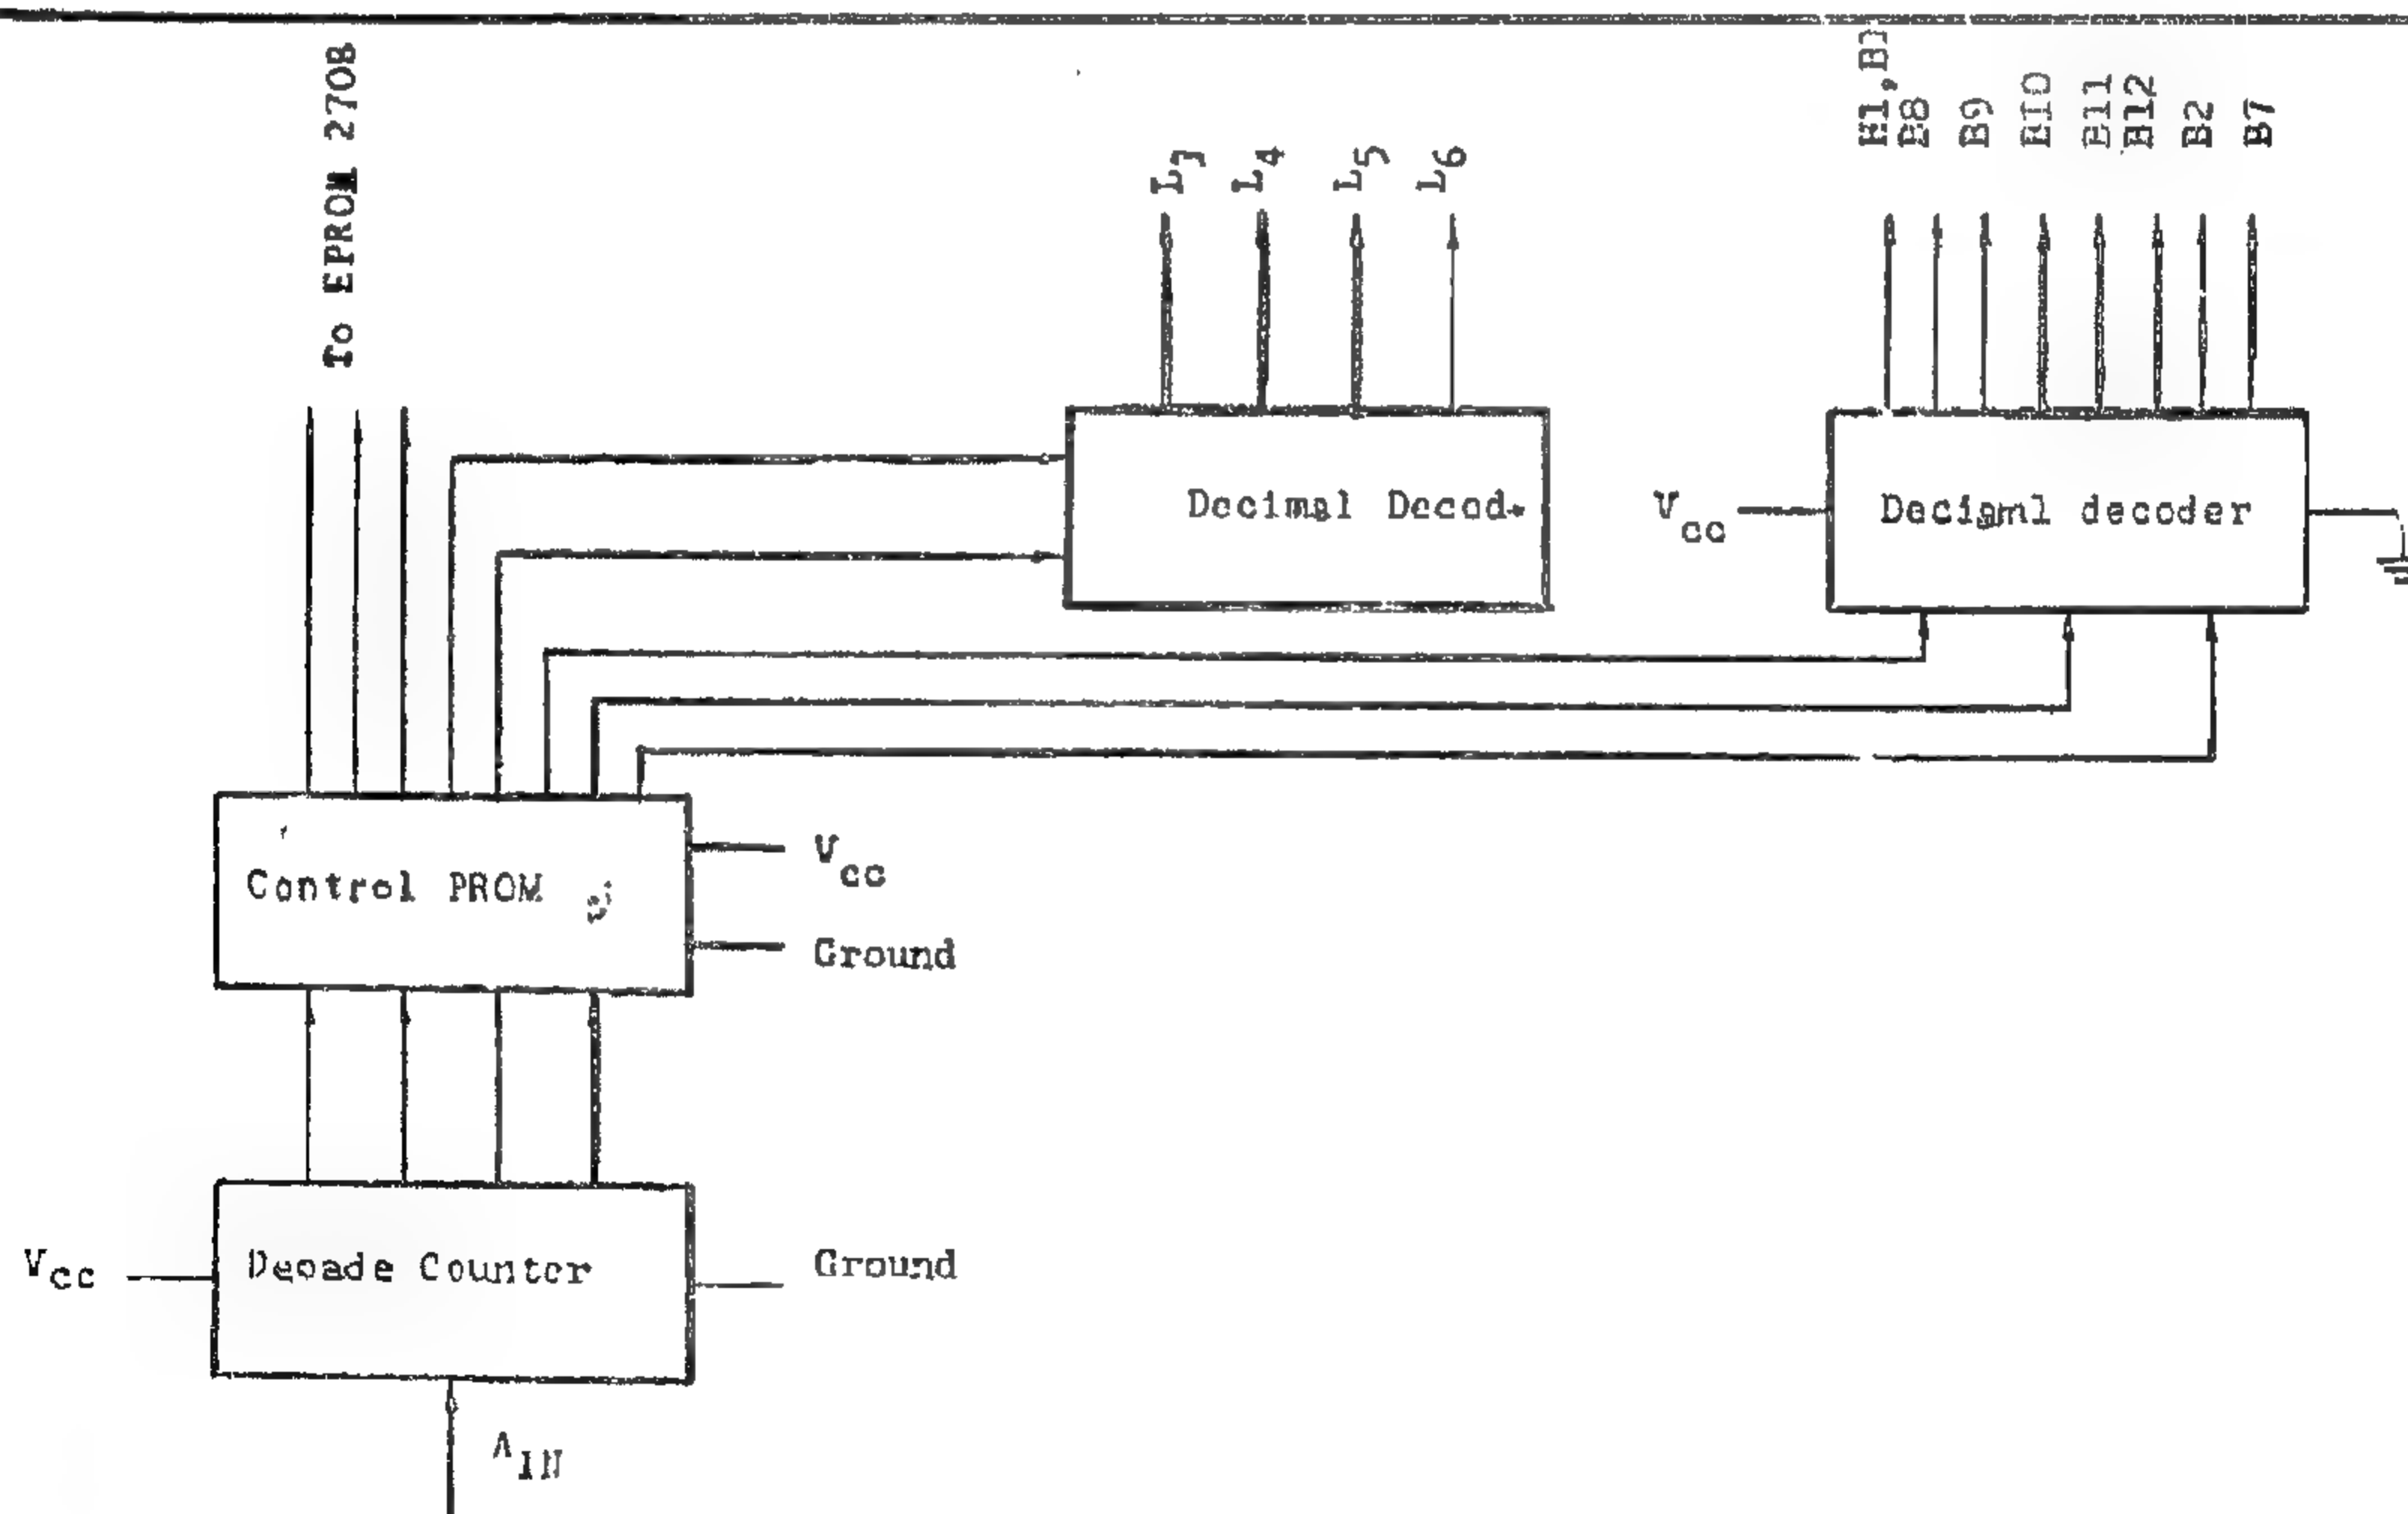 To EPROM 2708
L3
L4
L5
L6
B8
B9
B10
B11
B12
B2
B7
Decimal Decod
Vcc
Decimal decoder
Control PROM
Vcc
Ground
Vcc
Decade Counter
Ground
AIN